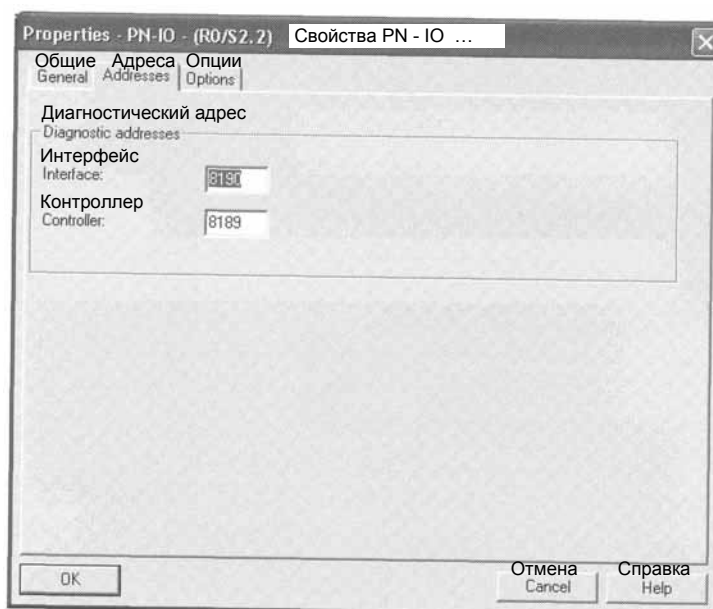 Properties - PN-IO - (R0/S2.2) Свойства PN - IO ...
Общие Адреса Опции
General Addresses Options
Диагностический адрес
Diagnostic addresses
Интерфейс
Interface: 8190
Контроллер
Controller: 8189
Отмена Справка
OK Cancel Help